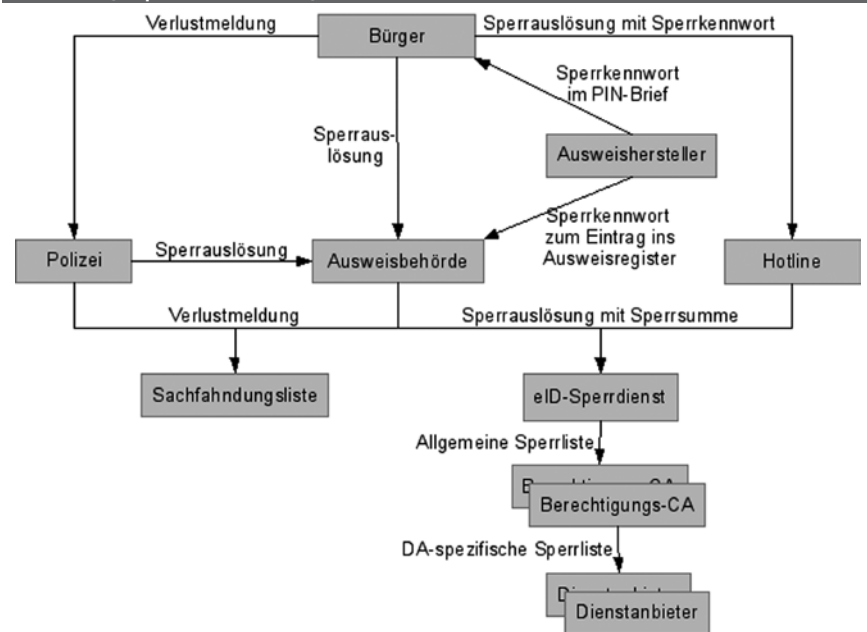 Verlustmeldung
Bürger
Sperrauslösung mit Sperrkennwort
Sperrkennwort
im PIN-Brief
Sperraus-
lösung
Ausweishersteller
Sperrkennwort
zum Eintrag ins
Ausweisregister
Polizei
Sperrauslösung
Ausweisbehörde
Hotline
Verlustmeldung
Sperrauslösung mit Sperrsumme
Sachfahndungsliste
eID-Sperrdienst
Allgemeine Sperrliste
Berechtigungs-CA
DA-spezifische Sperrliste
Dienstanbieter